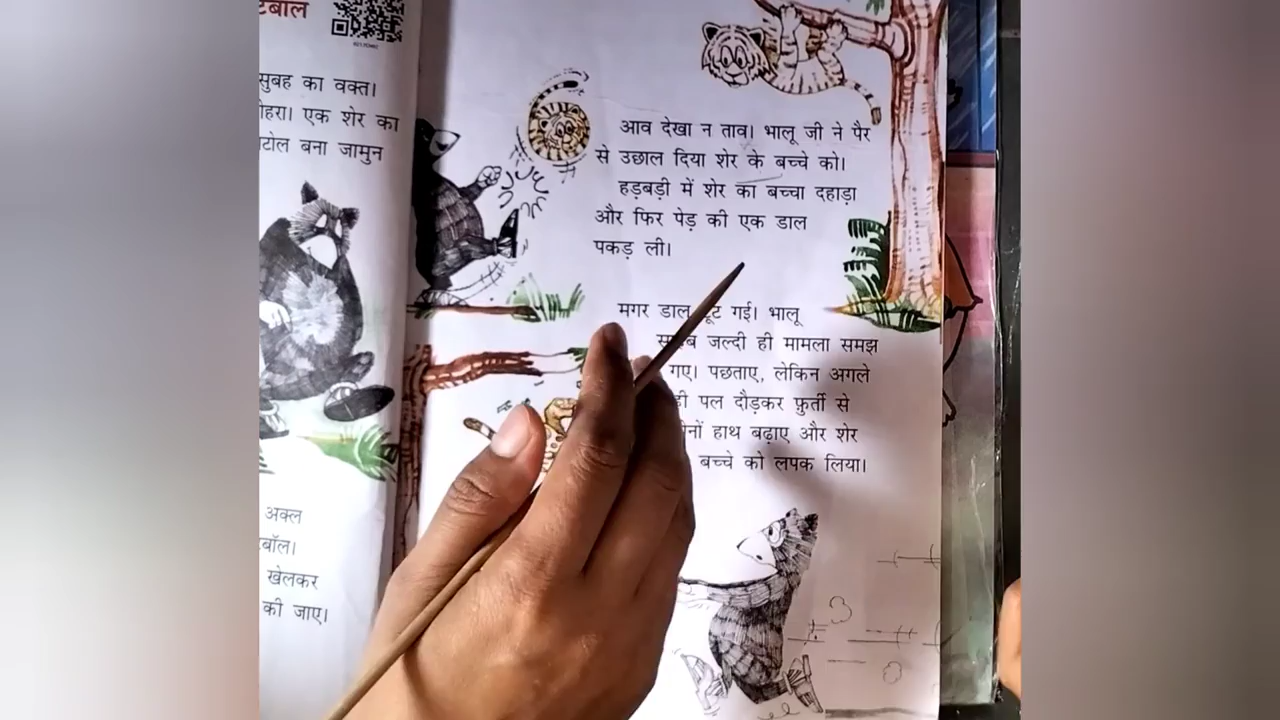 सुबह का वक्त।
एक शेर का
बना जामुन
अक्ल
खेलकर
की जाए।
आव देखा न ताव। भालू जी ने पैर
से उछाल दिया शेर के बच्चे को।
हड़बड़ी में शेर का बच्चा दहाड़ा
और फिर पेड़ की एक डाल
पकड़ ली।
मगर डाल टूट गई। भालू
जल्दी ही मामला समझ
गए। पछताए, लेकिन अगले
ही पल दौड़कर फ़ुर्ती से
हाथ बढ़ाए और शेर
बच्चे को लपक लिया।